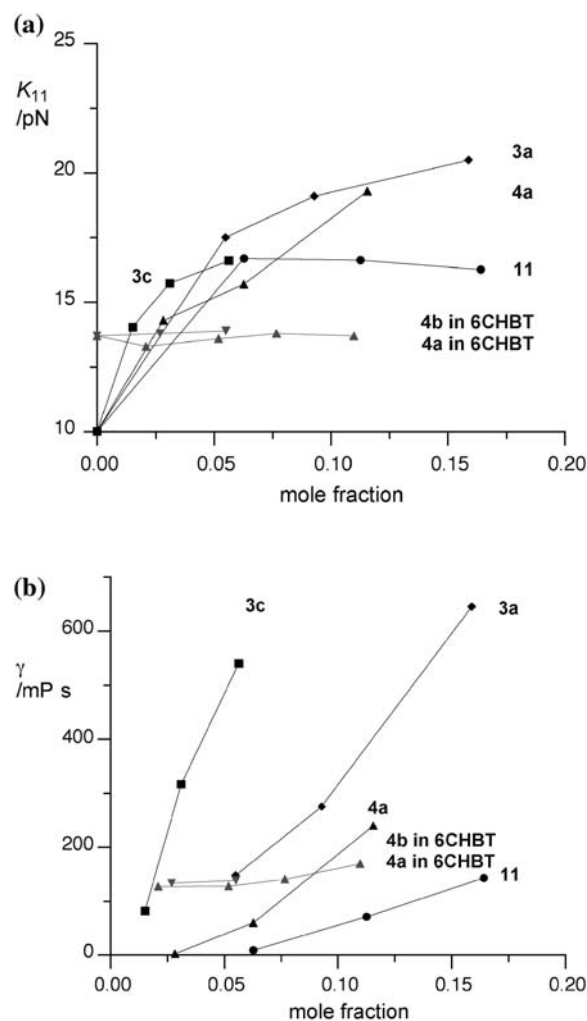 (a)
25
K11
/pN
3a
20
4a
3c
11
15
4b in 6CHBT
4a in 6CHBT
10
0.00 0.05 0.10 0.15 0.20
mole fraction
(b)
3c
3a
600
γ
/mP s
400
4a
4b in 6CHBT
200
4a in 6CHBT
11
0
0.00 0.05 0.10 0.15 0.20
mole fraction